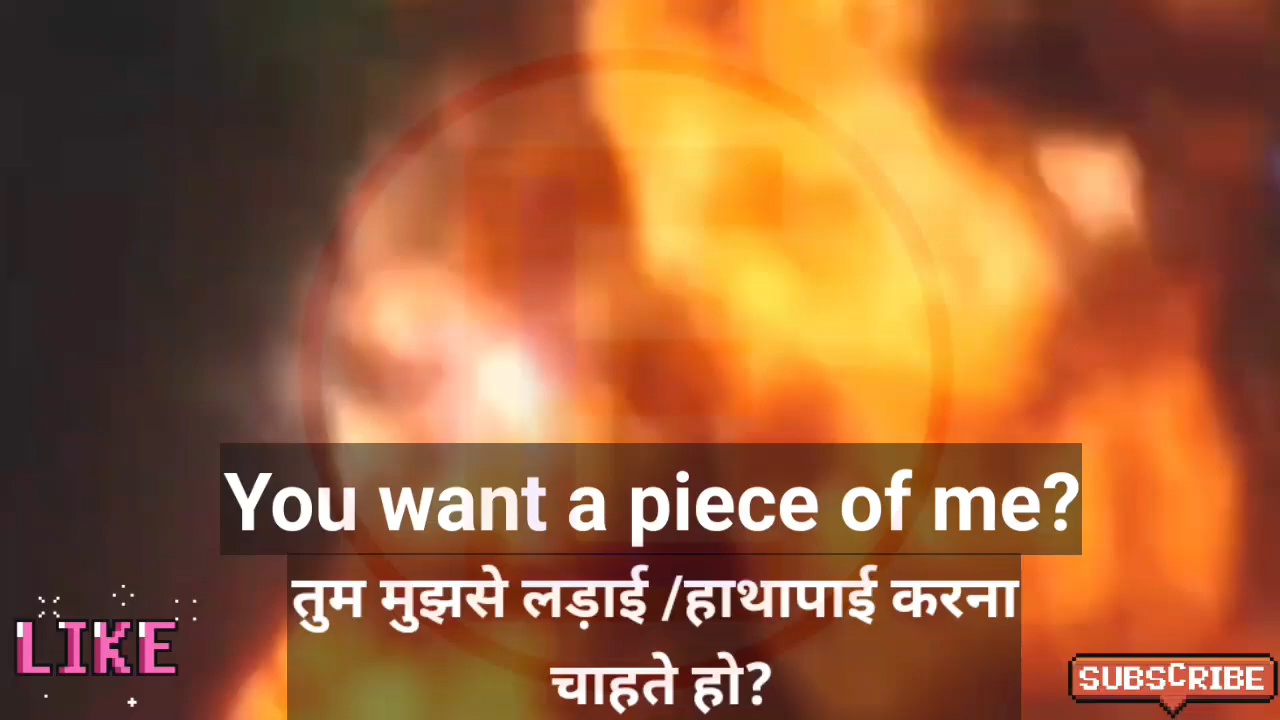 You want a piece of me?
तुम मुझसे लड़ाई /हाथापाई करना
चाहते हो?
LIKE
SUBSCRIBE